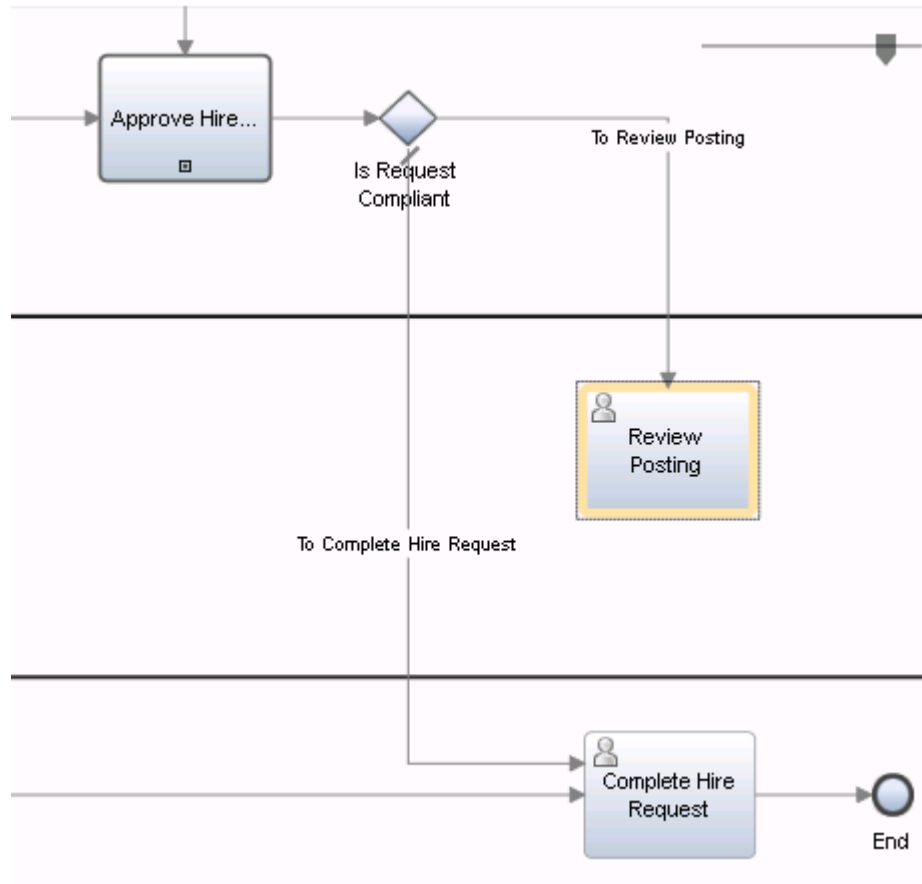 Approve Hire...
To Review Posting
Is Request
Compliant
Review
Posting
To Complete Hire Request
Complete Hire
Request
End